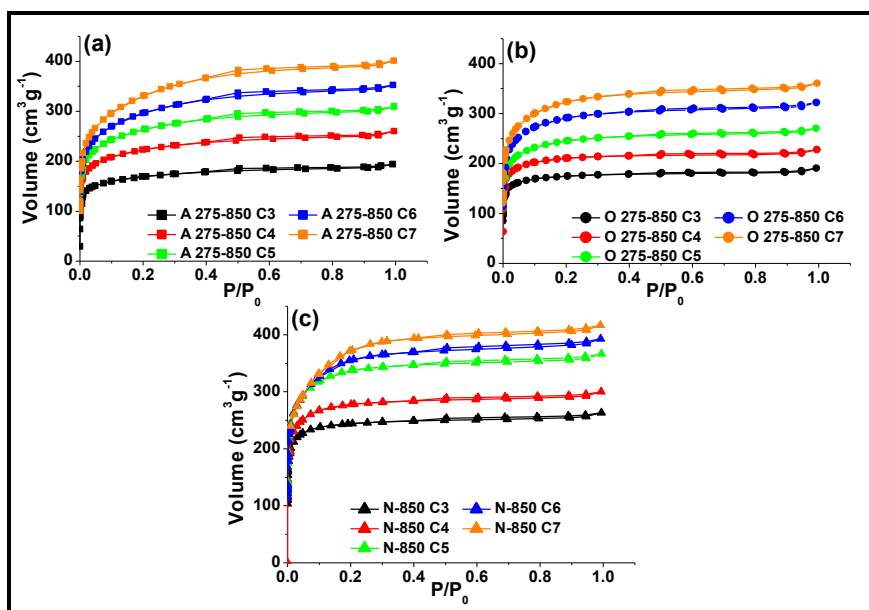 (a)
Volume (cm³g⁻¹)
400
300
200
100
0
0.0 0.2 0.4 0.6 0.8 1.0
P/P₀
A 275-850 C3 A 275-850 C6
A 275-850 C4 A 275-850 C7
A 275-850 C5
(b)
Volume (cm³g⁻¹)
400
300
200
100
0
0.0 0.2 0.4 0.6 0.8 1.0
P/P₀
O 275-850 C3 O 275-850 C6
O 275-850 C4 O 275-850 C7
O 275-850 C5
(c)
Volume (cm³g⁻¹)
400
300
200
100
0
0.0 0.2 0.4 0.6 0.8 1.0
P/P₀
N-850 C3 N-850 C6
N-850 C4 N-850 C7
N-850 C5